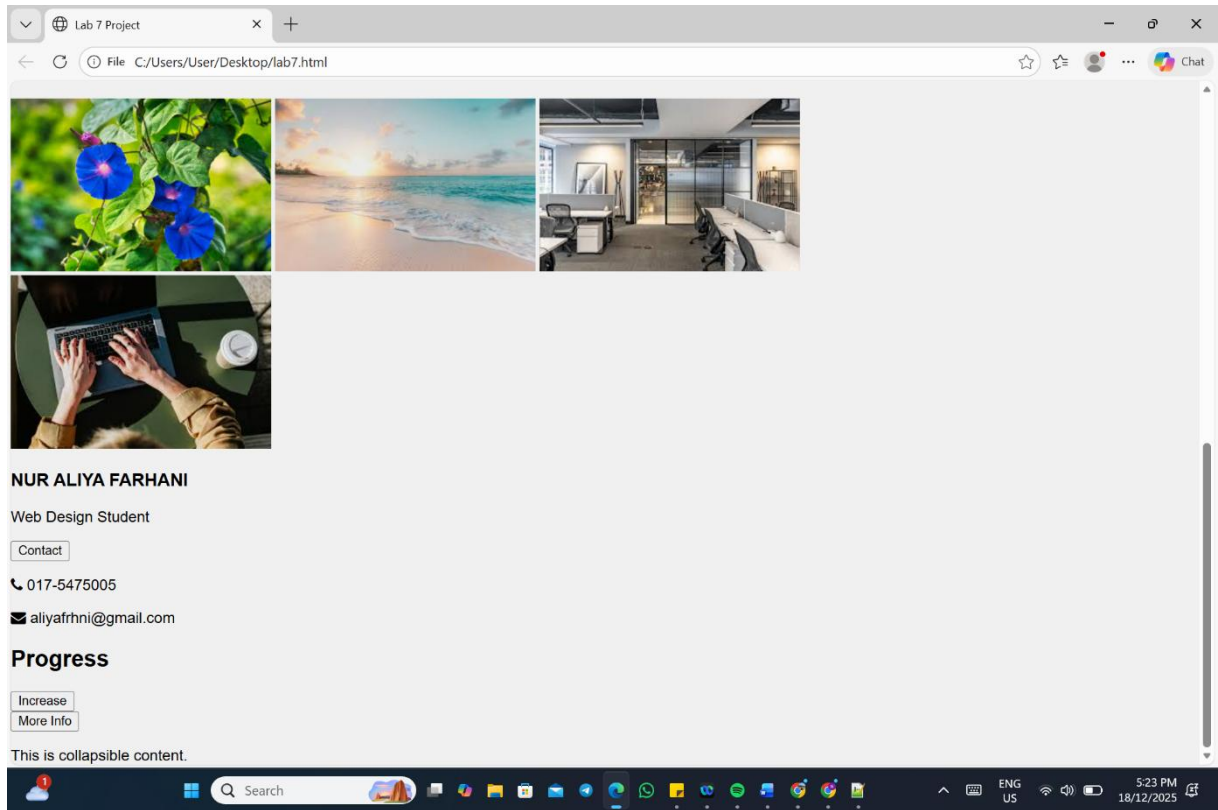 Lab 7 Project
File C:/Users/User/Desktop/lab7.html
Chat
NUR ALIYA FARHANI
Web Design Student
Contact
017-5475005
aliyafrhni@gmail.com
Progress
Increase
More Info
This is collapsible content.
1
Search
ENG
US
5:23 PM
18/12/2025